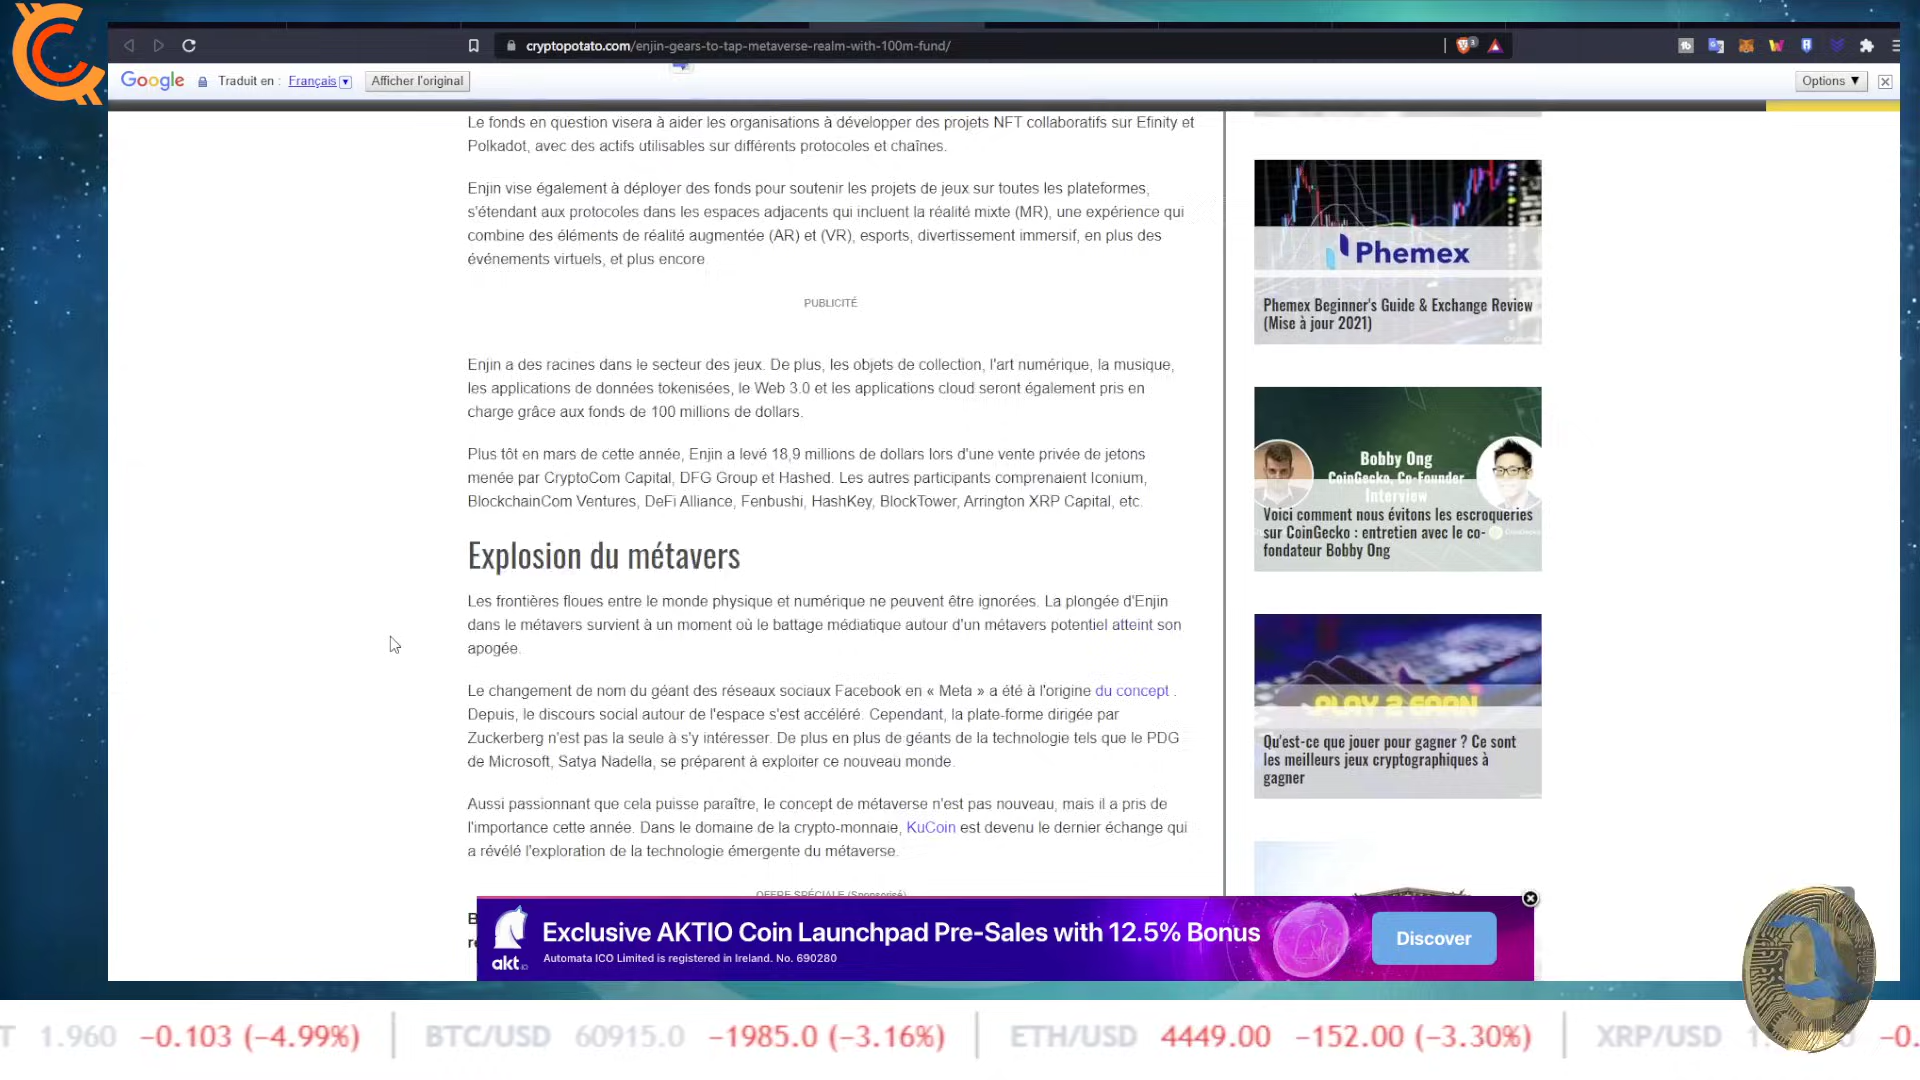 cryptopotato.com/enjin-gears-to-tap-metaverse-realm-with-100m-fund/
Google Traduit en : Français Afficher l'original Options
Le fonds en question visera à aider les organisations à développer des projets NFT collaboratifs sur Efinity et
Polkadot, avec des actifs utilisables sur différents protocoles et chaînes.
Enjin vise également à déployer des fonds pour soutenir les projets de jeux sur toutes les plateformes,
s'étendant aux protocoles dans les espaces adjacents qui incluent la réalité mixte (MR), une expérience qui
combine des éléments de réalité augmentée (AR) et (VR), esports, divertissement immersif, en plus des
événements virtuels, et plus encore
PUBLICITÉ
Enjin a des racines dans le secteur des jeux. De plus, les objets de collection, l'art numérique, la musique,
les applications de données tokenisées, le Web 3.0 et les applications cloud seront également pris en
charge grâce aux fonds de 100 millions de dollars.
Plus tôt en mars de cette année, Enjin a levé 18,9 millions de dollars lors d'une vente privée de jetons
menée par CryptoCom Capital, DFG Group et Hashed. Les autres participants comprenaient Iconium,
BlockchainCom Ventures, DeFi Alliance, Fenbushi, HashKey, BlockTower, Arrington XRP Capital, etc.
Explosion du métavers
Les frontières floues entre le monde physique et numérique ne peuvent être ignorées. La plongée d'Enjin
dans le métavers survient à un moment où le battage médiatique autour d'un métavers potentiel atteint son
apogée.
Le changement de nom du géant des réseaux sociaux Facebook en « Meta » a été à l'origine du concept .
Depuis, le discours social autour de l'espace s'est accéléré. Cependant, la plate-forme dirigée par
Zuckerberg n'est pas la seule à s'y intéresser. De plus en plus de géants de la technologie tels que le PDG
de Microsoft, Satya Nadella, se préparent à exploiter ce nouveau monde.
Aussi passionnant que cela puisse paraître, le concept de métaverse n'est pas nouveau, mais il a pris de
l'importance cette année. Dans le domaine de la crypto-monnaie, KuCoin est devenu le dernier échange qui
a révélé l'exploration de la technologie émergente du métaverse.
OFFRE SPÉCIALE (Sponsorisé)
Phemex
Phemex Beginner's Guide & Exchange Review
(Mise à jour 2021)
Bobby Ong
CoinGecko, Co-Founder
Interview
Voici comment nous évitons les escroqueries
sur CoinGecko : entretien avec le co-
fondateur Bobby Ong
PLAY 2 EARN
Qu'est-ce que jouer pour gagner ? Ce sont
les meilleurs jeux cryptographiques à
gagner
akt.io
Exclusive AKTIO Coin Launchpad Pre-Sales with 12.5% Bonus
Automata ICO Limited is registered in Ireland. No. 690280
Discover
T 1.960 −0.103 (−4.99%) BTC/USD 60915.0 −1985.0 (−3.16%) ETH/USD 4449.00 −152.00 (−3.30%) XRP/USD